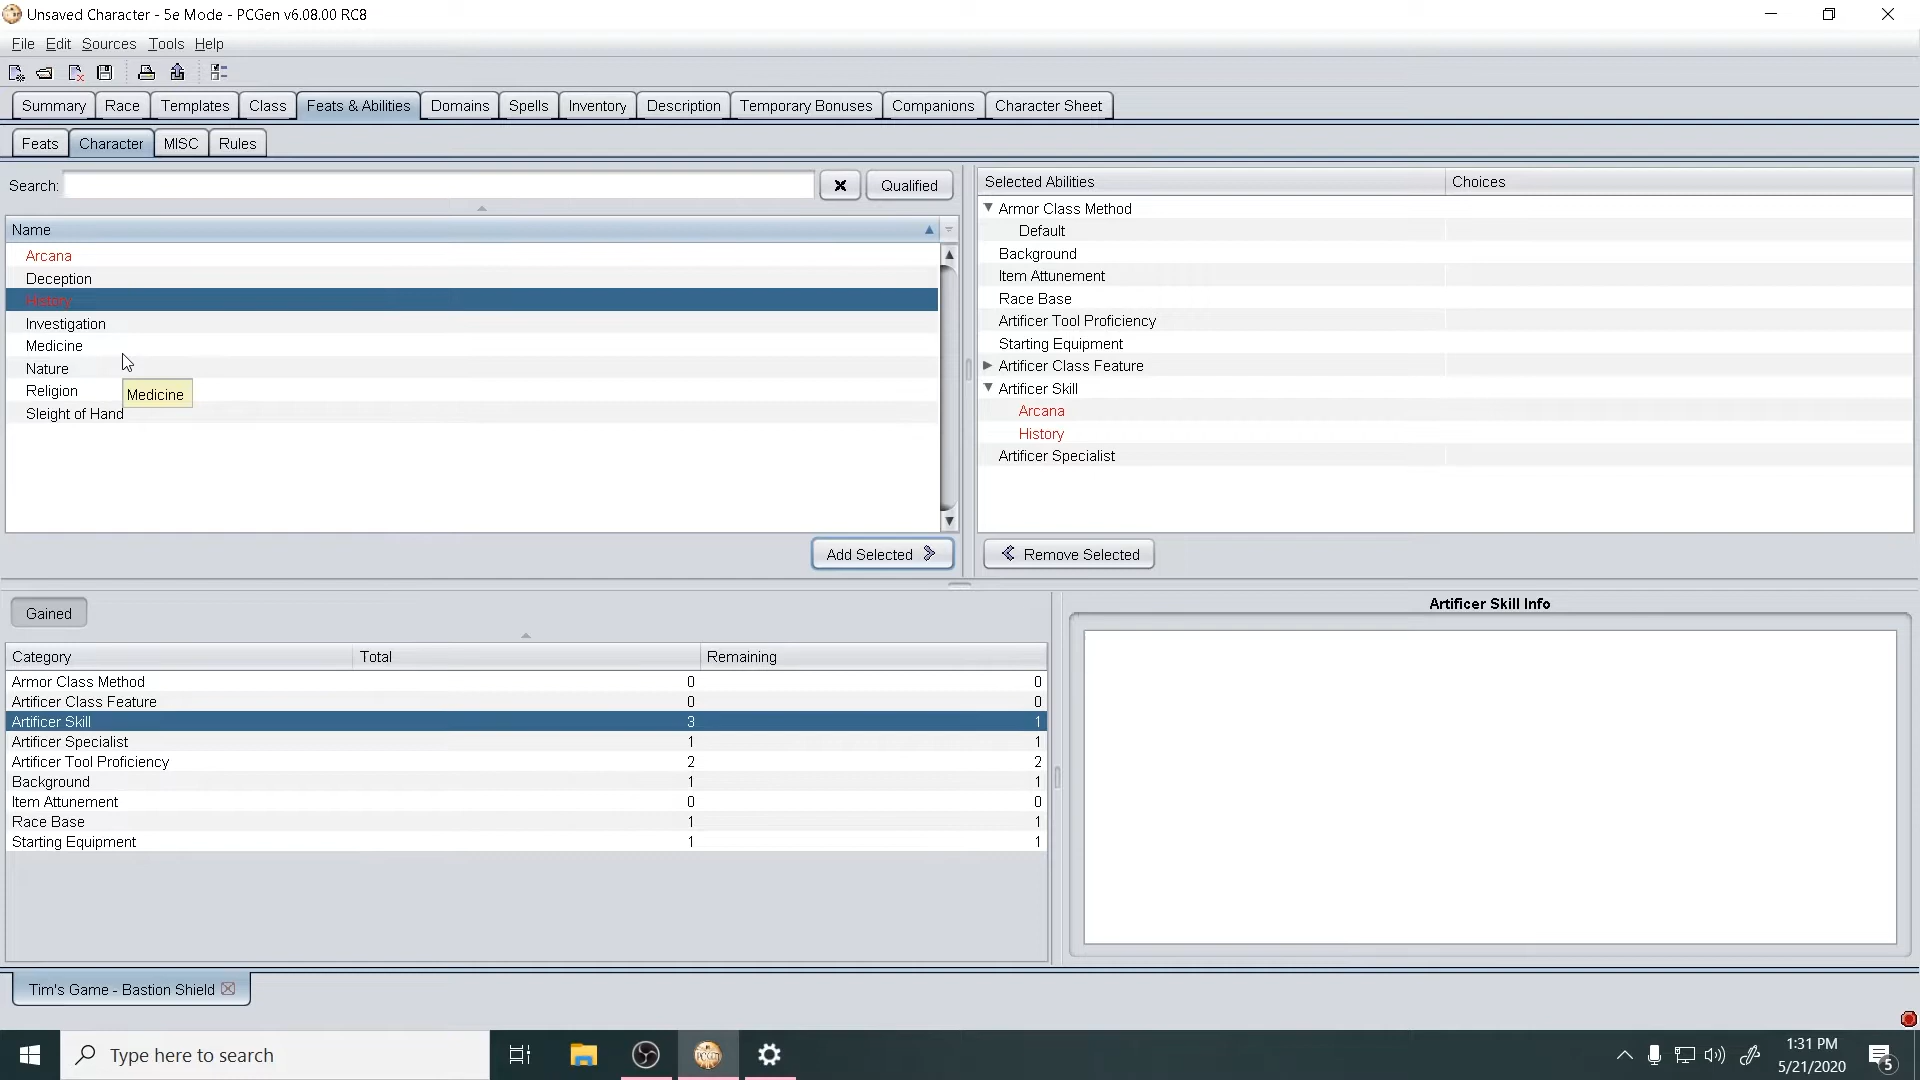 Unsaved Character - 5e Mode - PCGen v6.08.00 RC8
File Edit Sources Tools Help
Summary Race Templates Class Feats & Abilities Domains Spells Inventory Description Temporary Bonuses Companions Character Sheet
Feats Character MISC Rules
Search: Qualified
Name
Arcana
Deception
History
Investigation
Medicine
Nature
Religion
Medicine
Sleight of Hand
Add Selected
Selected Abilities Choices
Armor Class Method
Default
Background
Item Attunement
Race Base
Artificer Tool Proficiency
Starting Equipment
Artificer Class Feature
Artificer Skill
Arcana
History
Artificer Specialist
Remove Selected
Gained
Category Total Remaining
Armor Class Method 0 0
Artificer Class Feature 0 0
Artificer Skill 3 1
Artificer Specialist 1 1
Artificer Tool Proficiency 2 2
Background 1 1
Item Attunement 0 0
Race Base 1 1
Starting Equipment 1 1
Artificer Skill Info
Tim's Game - Bastion Shield
Type here to search
1:31 PM
5/21/2020
5